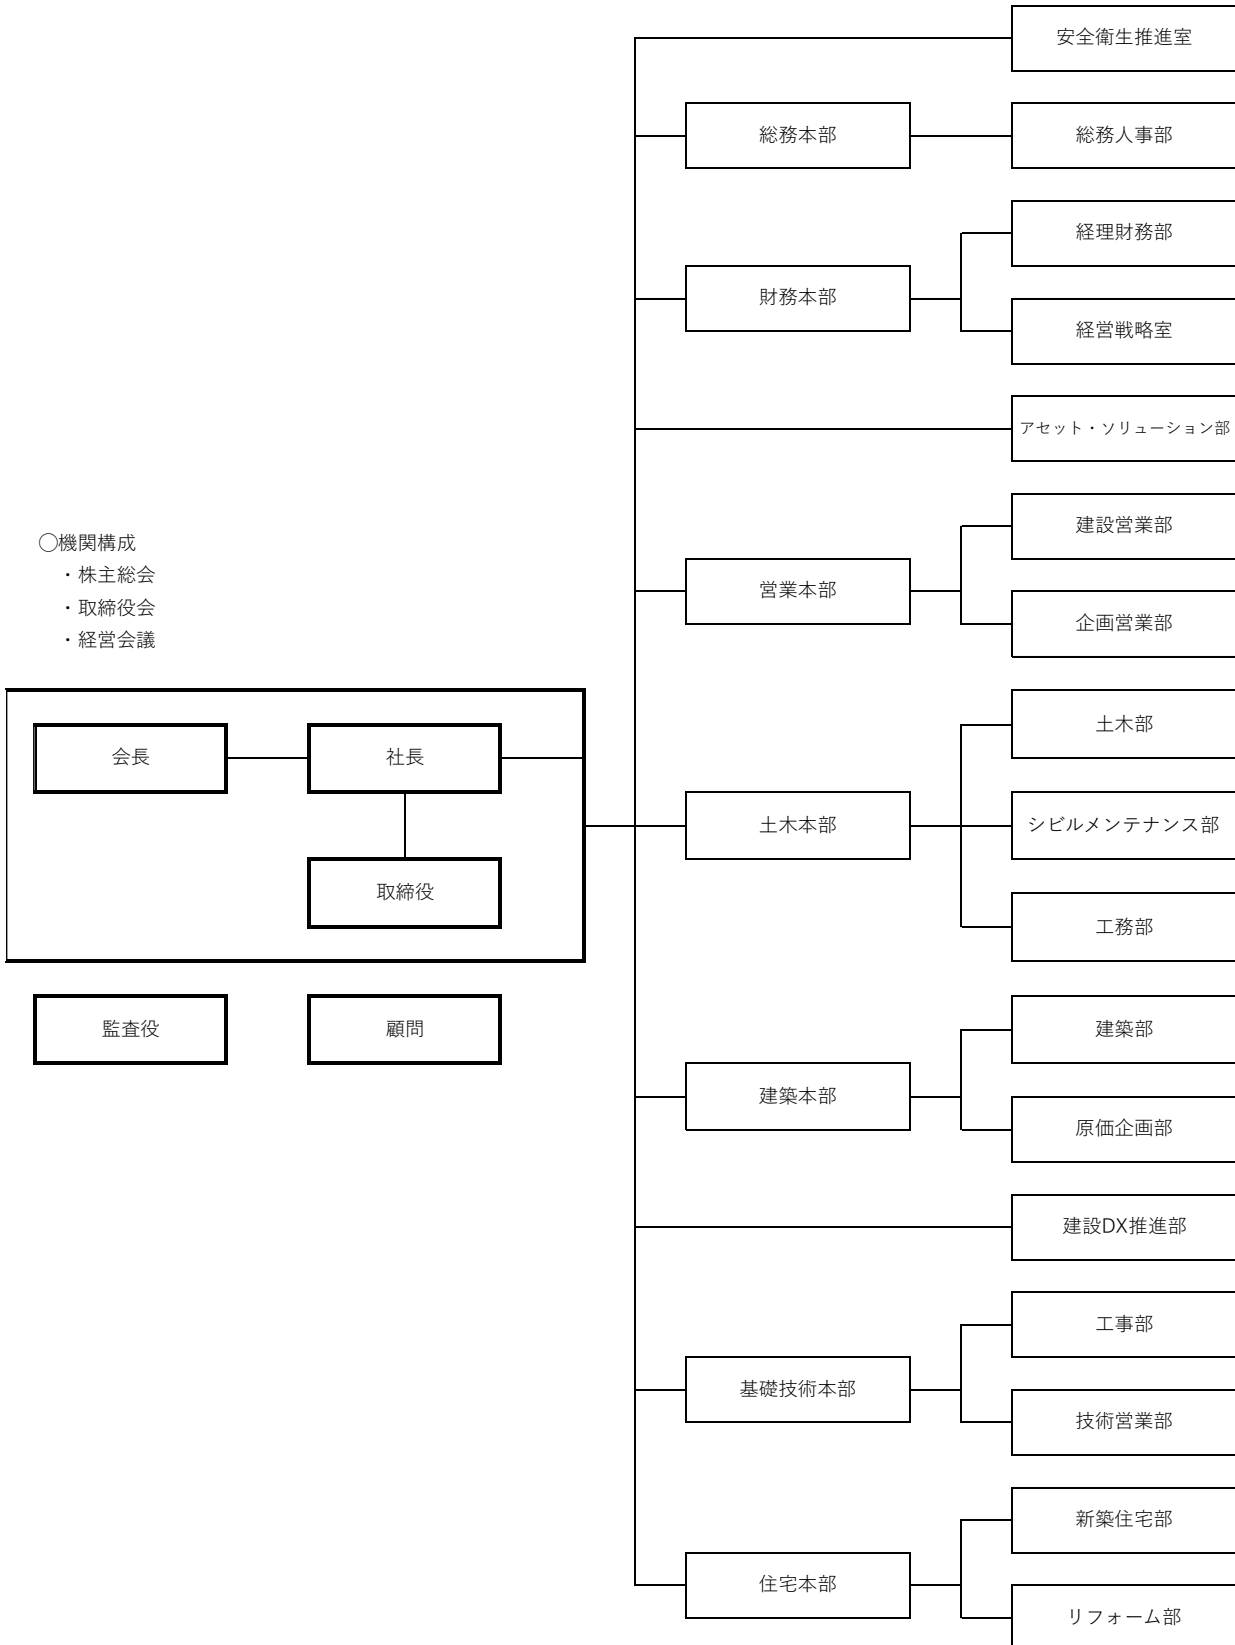 ◯機関構成
・株主総会
・取締役会
・経営会議
会長
社長
取締役
監査役
顧問
安全衛生推進室
総務本部
総務人事部
財務本部
経理財務部
経営戦略室
アセット・ソリューション部
営業本部
建設営業部
企画営業部
土木本部
土木部
シビルメンテナンス部
工務部
建築本部
建築部
原価企画部
建設DX推進部
基礎技術本部
工事部
技術営業部
住宅本部
新築住宅部
リフォーム部